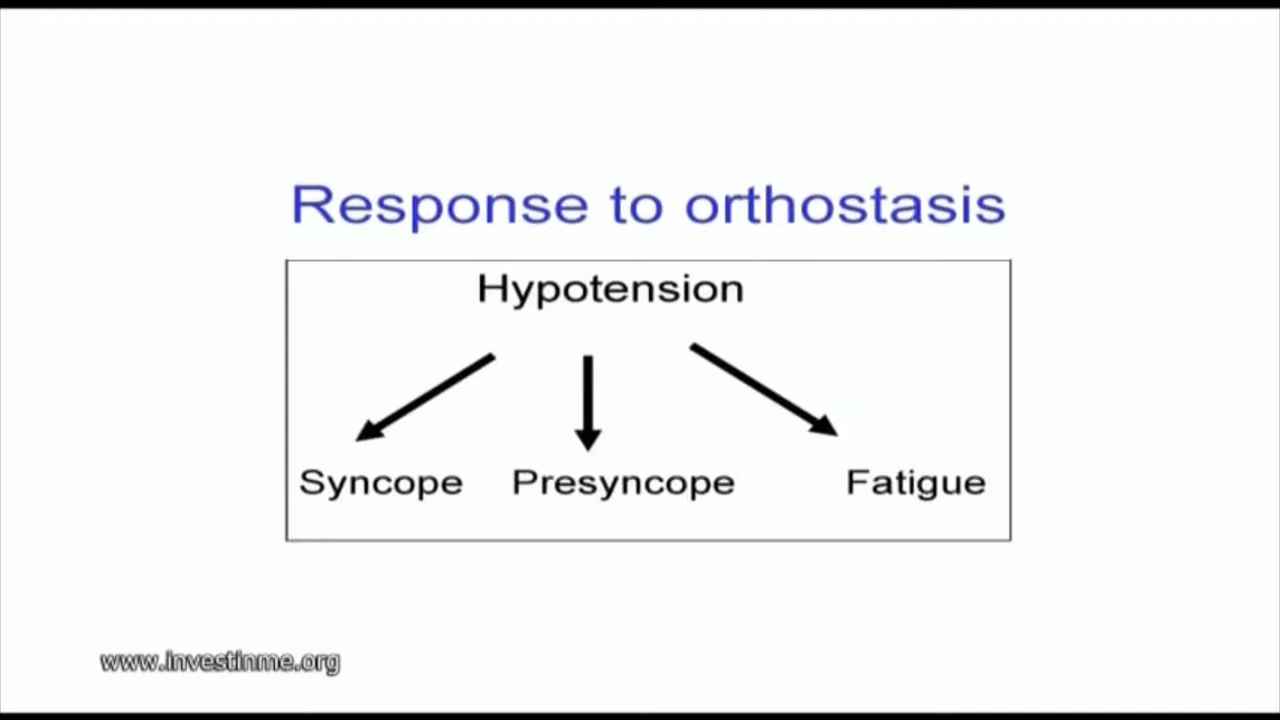 Response to orthostasis
Hypotension
Syncope Presyncope Fatigue
www.investinme.org